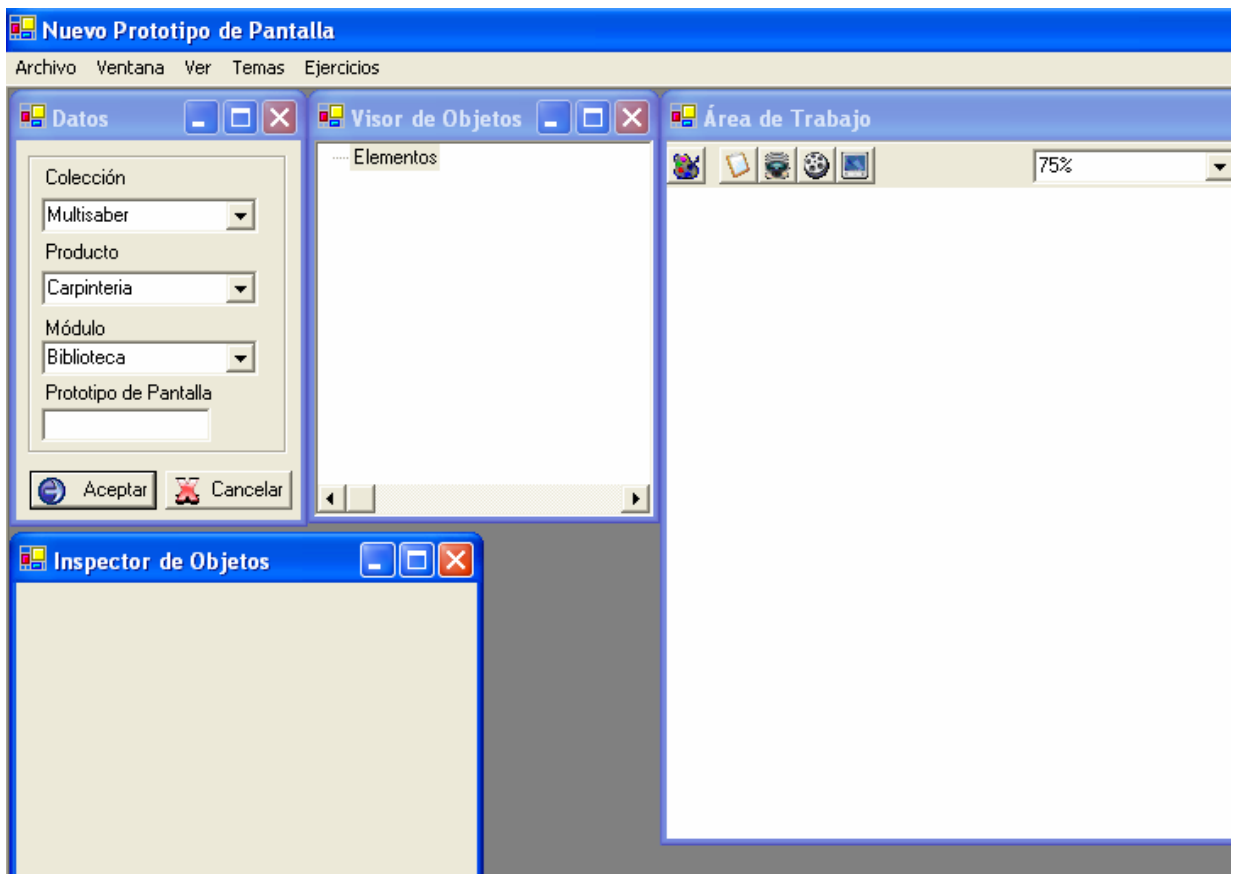 Nuevo Prototipo de Pantalla
Archivo Ventana Ver Temas Ejercicios
Datos
Colección
Multisaber
Producto
Carpinteria
Módulo
Biblioteca
Prototipo de Pantalla
Aceptar Cancelar
Visor de Objetos
Elementos
Área de Trabajo
75%
Inspector de Objetos